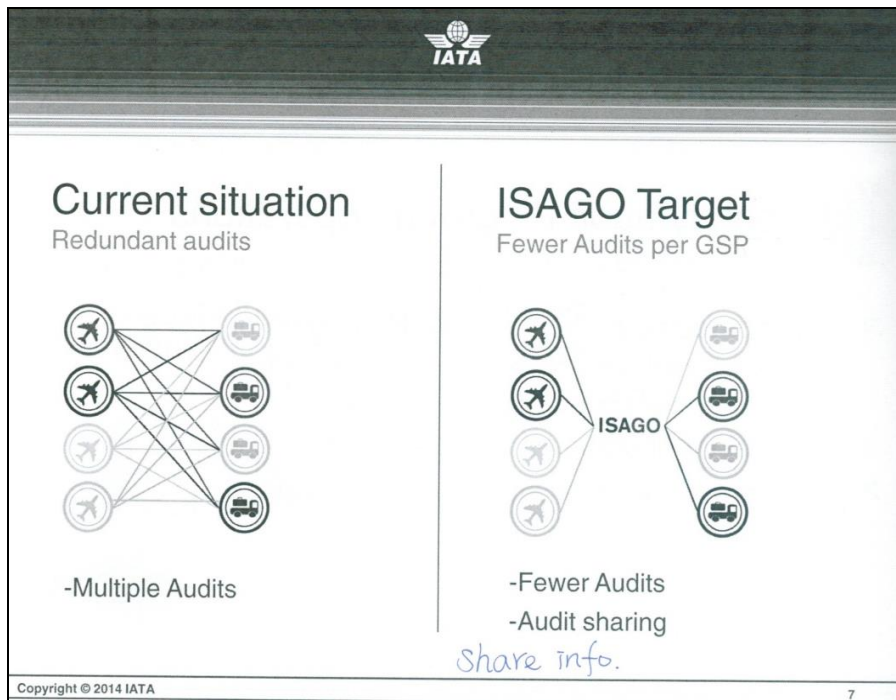 IATA
Current situation
Redundant audits
-Multiple Audits
ISAGO Target
Fewer Audits per GSP
ISAGO
-Fewer Audits
-Audit sharing
share info.
Copyright © 2014 IATA
7